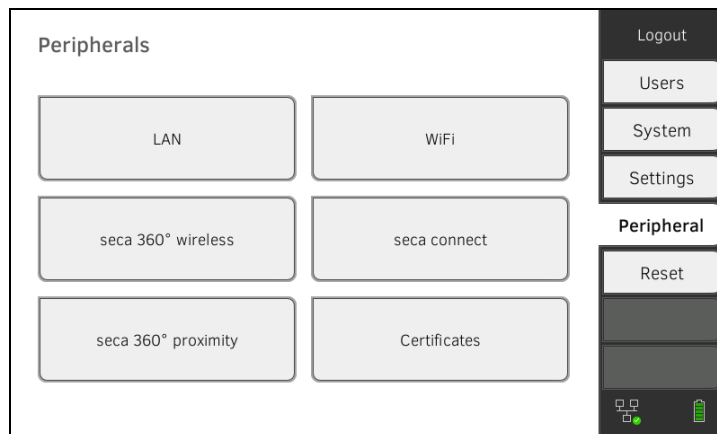 Peripherals
LAN
WiFi
seca 360° wireless
seca connect
seca 360° proximity
Certificates
Logout
Users
System
Settings
Peripheral
Reset